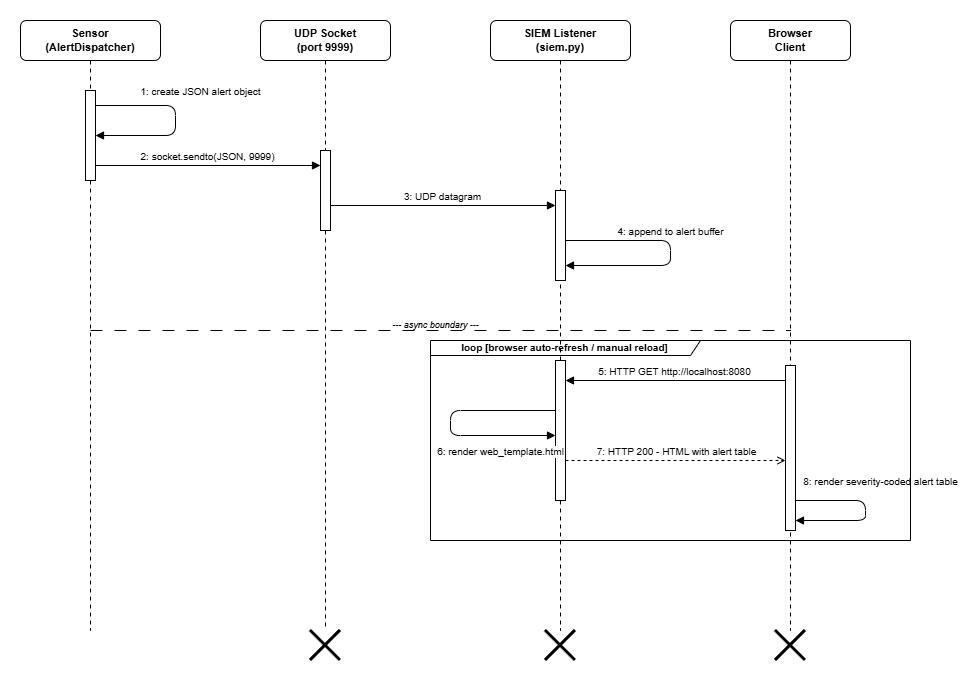 Sensor
(AlertDispatcher)
UDP Socket
(port 9999)
SIEM Listener
(siem.py)
Browser
Client
1: create JSON alert object
2: socket.sendto(JSON, 9999)
3: UDP datagram
4: append to alert buffer
--- async boundary ---
loop [browser auto-refresh / manual reload]
5: HTTP GET http://localhost:8080
6: render web_template.html
7: HTTP 200 - HTML with alert table
8: render severity-coded alert table